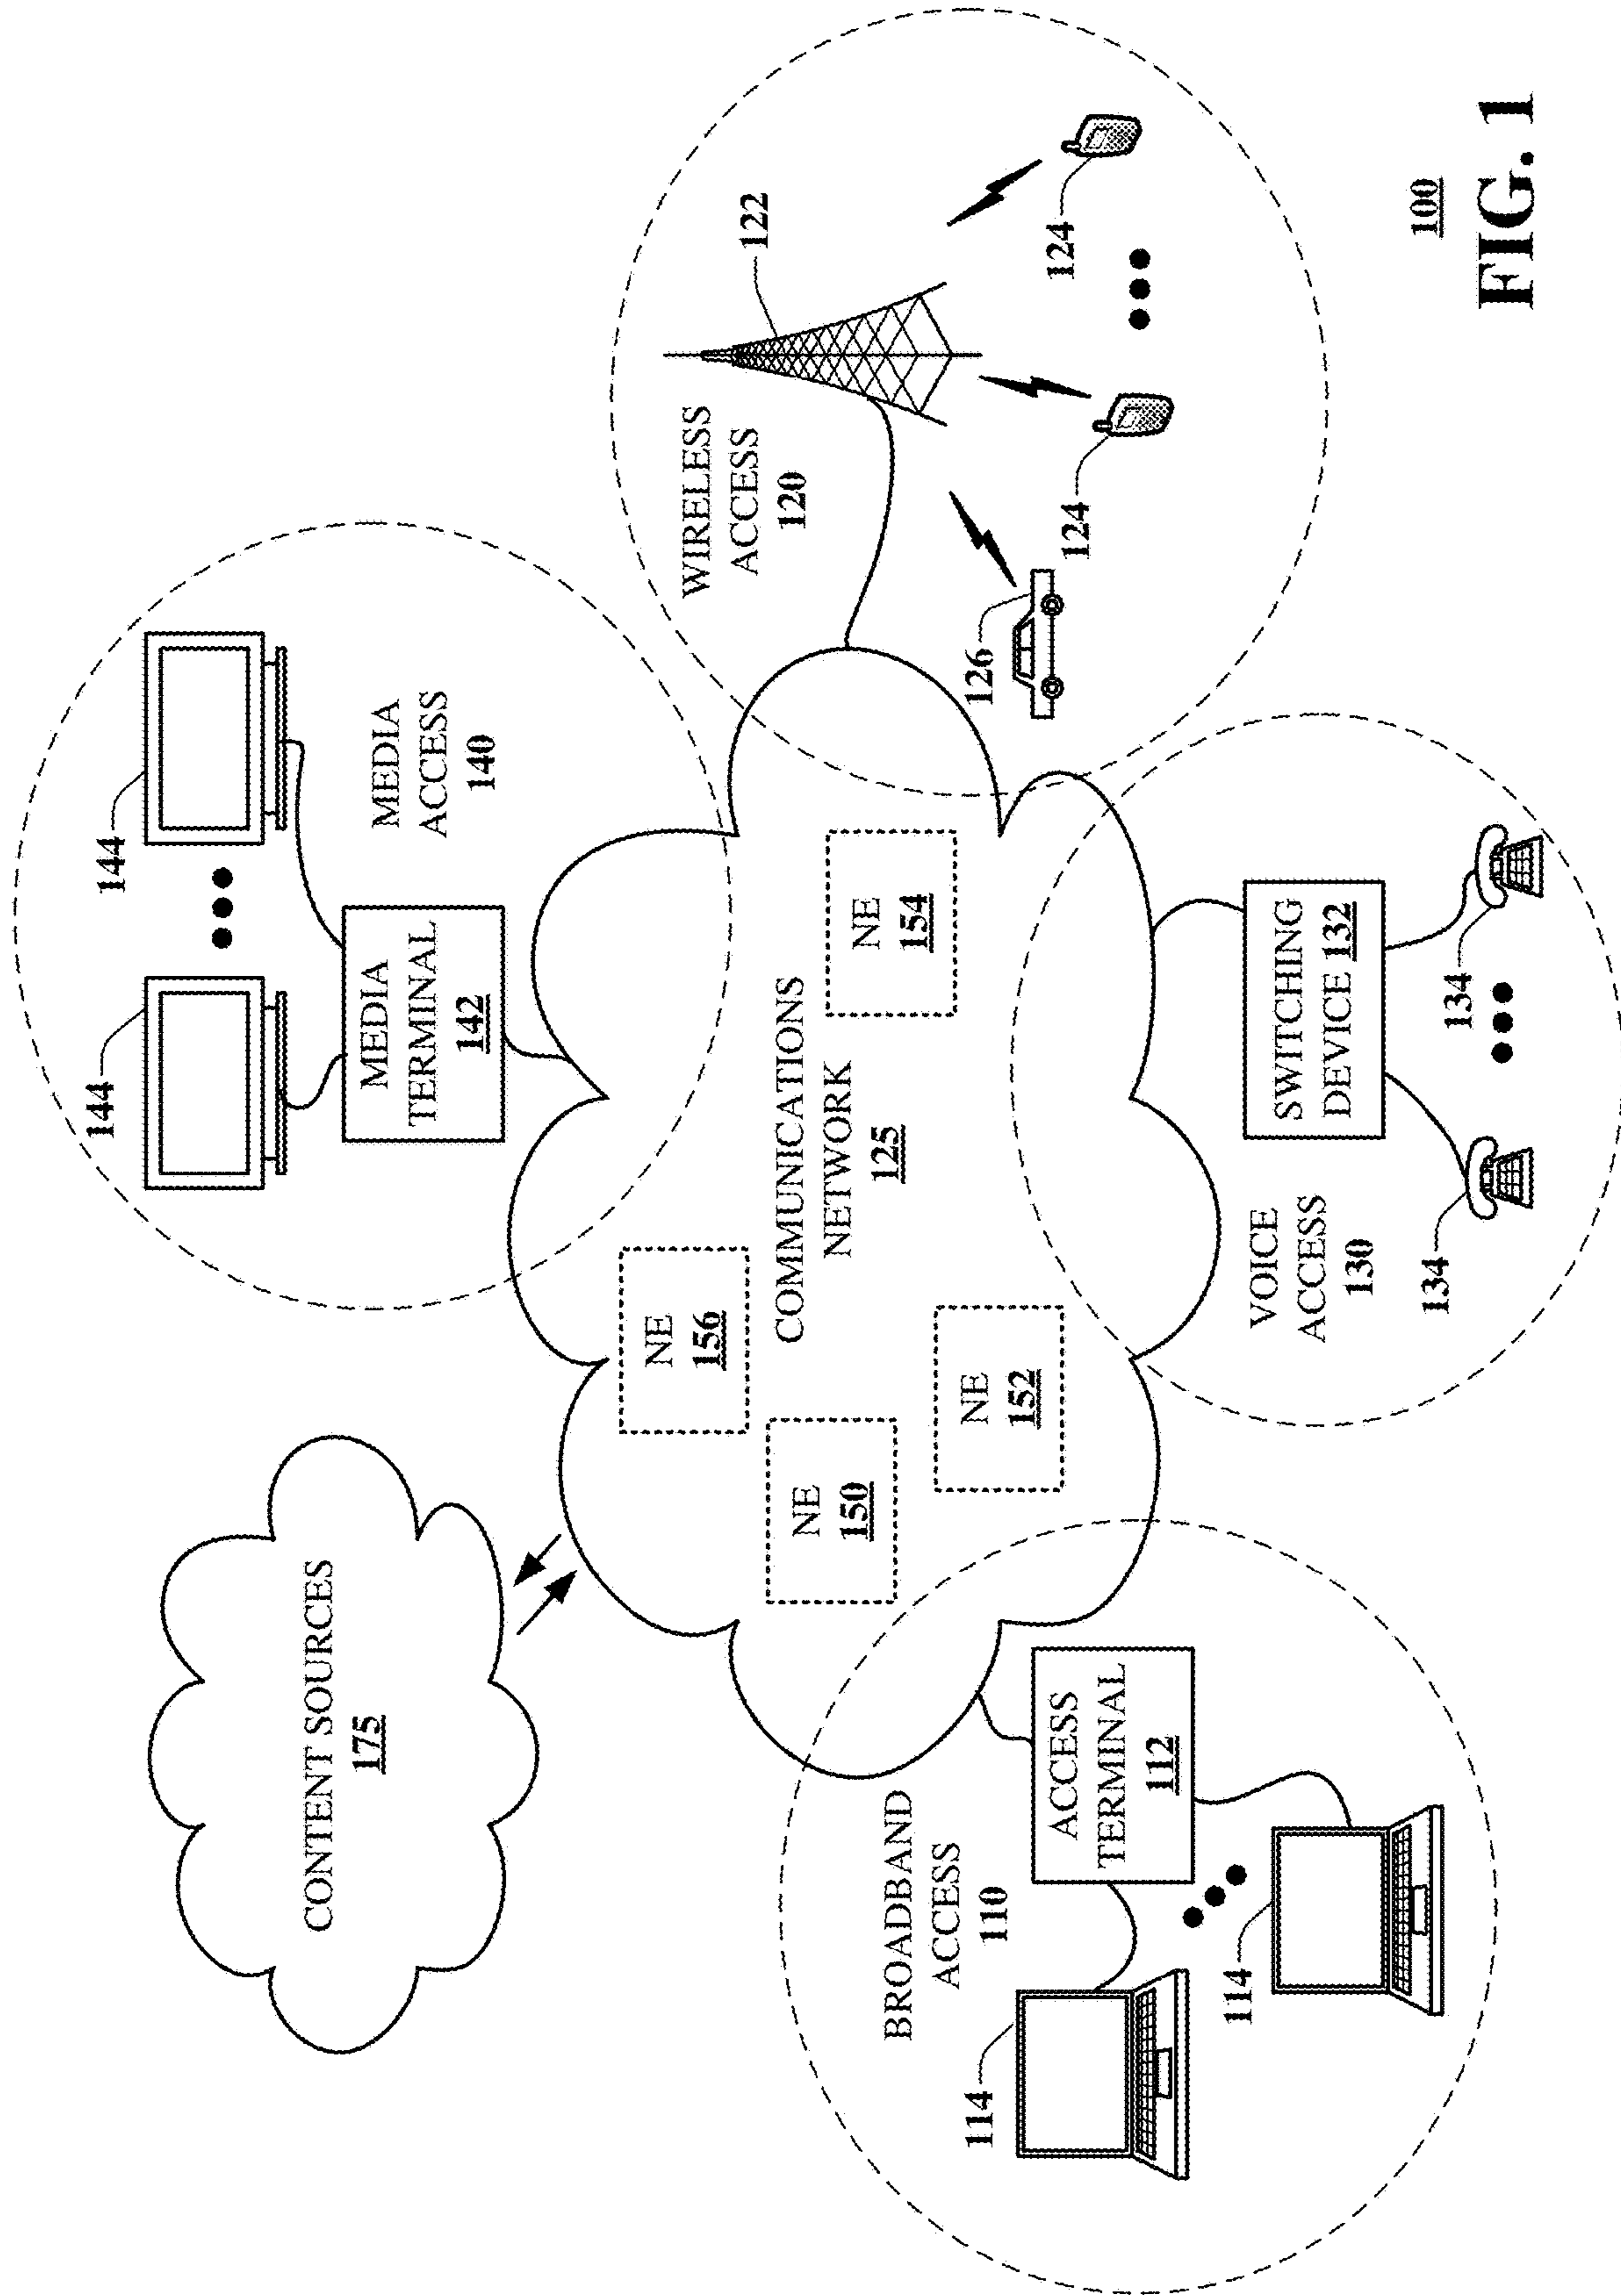 CONTENT SOURCES
175
144
144
MEDIA
TERMINAL
142
MEDIA
ACCESS
140
WIRELESS
ACCESS
120
122
124
124
126
NE
156
NE
150
NE
152
NE
154
COMMUNICATIONS
NETWORK
125
BROADBAND
ACCESS
110
ACCESS
TERMINAL
112
114
114
VOICE
ACCESS
130
SWITCHING
DEVICE 132
134
134
100
FIG. 1